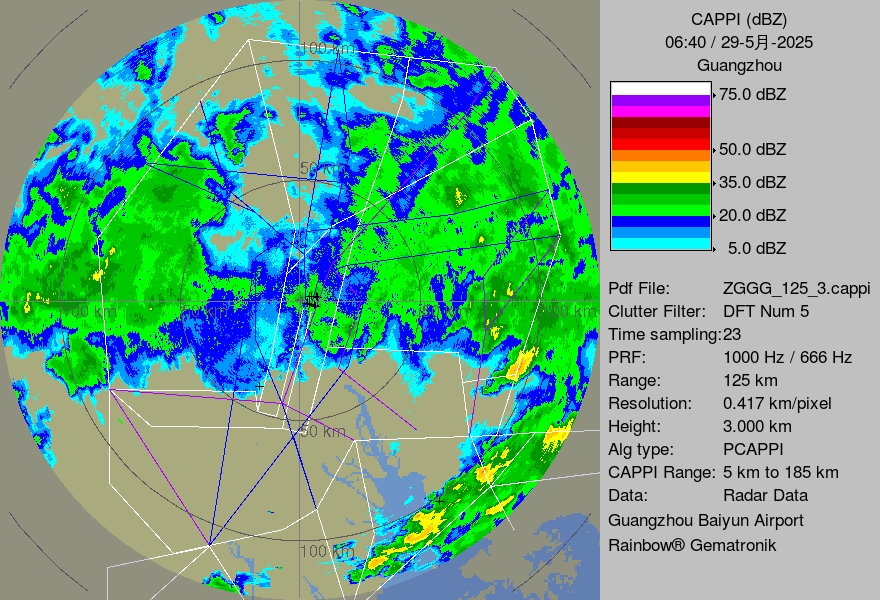 CAPPI (dBZ)
06:40 / 29-5月-2025
Guangzhou
75.0 dBZ
50.0 dBZ
35.0 dBZ
20.0 dBZ
5.0 dBZ
Pdf File: ZGGG_125_3.cappi
Clutter Filter: DFT Num 5
Time sampling:23
PRF: 1000 Hz / 666 Hz
Range: 125 km
Resolution: 0.417 km/pixel
Height: 3.000 km
Alg type: PCAPPI
CAPPI Range: 5 km to 185 km
Data: Radar Data
Guangzhou Baiyun Airport
Rainbow® Gematronik
100 km
50 km
100 km
100 km
50 km
100 km